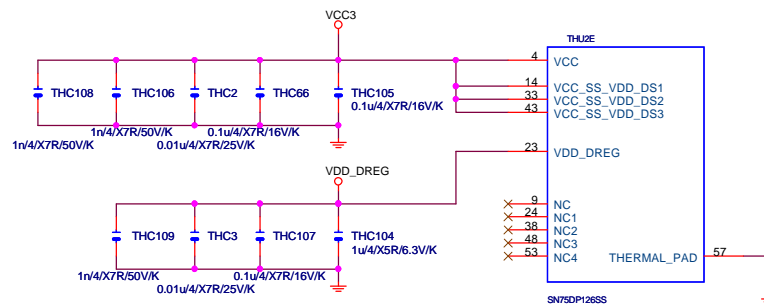 VCC3
THU2E
4 VCC
THC108 THC106 THC2 THC66 THC105
0.1u/4/X7R/16V/K
14 VCC_SS_VDD_DS1
33 VCC_SS_VDD_DS2
43 VCC_SS_VDD_DS3
1n/4/X7R/50V/K 0.1u/4/X7R/16V/K
1n/4/X7R/50V/K 0.01u/4/X7R/25V/K
23 VDD_DREG
VDD_DREG
9 NC
24 NC1
38 NC2
48 NC3
53 NC4
THC109 THC3 THC107 THC104
1u/4/X5R/6.3V/K
THERMAL_PAD 57
1n/4/X7R/50V/K 0.1u/4/X7R/16V/K
0.01u/4/X7R/25V/K
SN75DP126SS